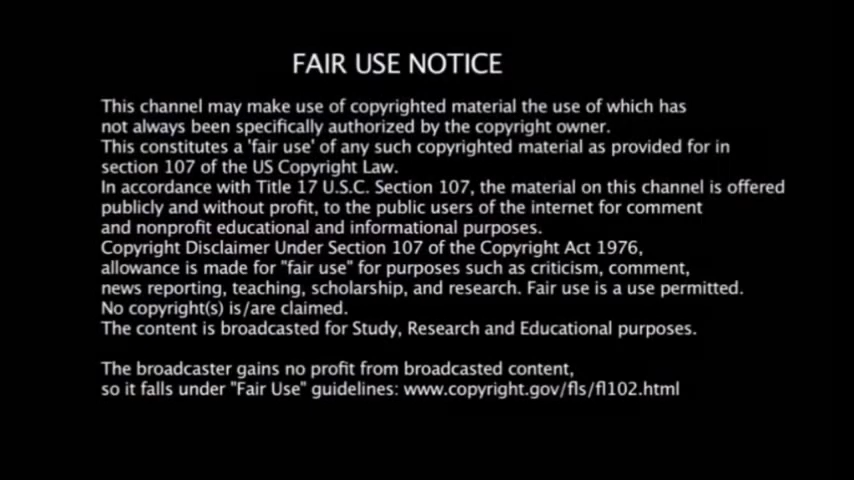 FAIR USE NOTICE
This channel may make use of copyrighted material the use of which has
not always been specifically authorized by the copyright owner.
This constitutes a 'fair use' of any such copyrighted material as provided for in
section 107 of the US Copyright Law.
In accordance with Title 17 U.S.C. Section 107, the material on this channel is offered
publicly and without profit, to the public users of the internet for comment
and nonprofit educational and informational purposes.
Copyright Disclaimer Under Section 107 of the Copyright Act 1976,
allowance is made for "fair use" for purposes such as criticism, comment,
news reporting, teaching, scholarship, and research. Fair use is a use permitted.
No copyright(s) is/are claimed.
The content is broadcasted for Study, Research and Educational purposes.
The broadcaster gains no profit from broadcasted content,
so it falls under "Fair Use" guidelines: www.copyright.gov/fls/fl102.html